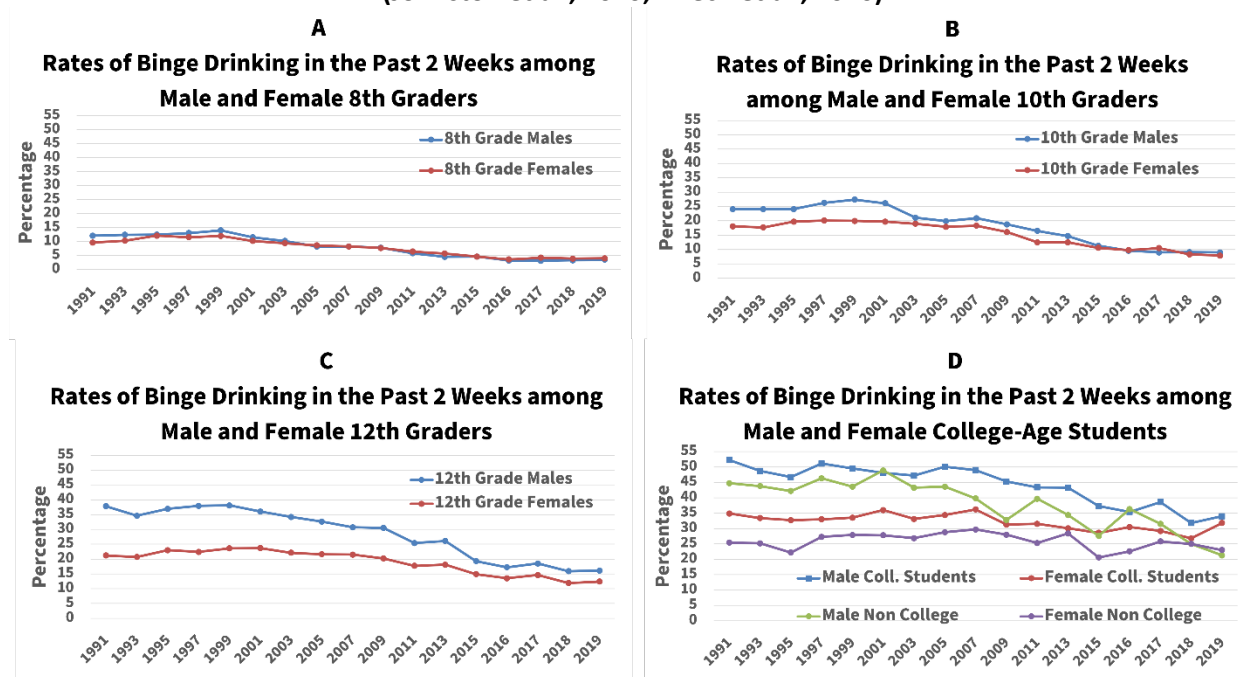 A
Rates of Binge Drinking in the Past 2 Weeks among
Male and Female 8th Graders
Percentage
55
50
45
40
35
30
25
20
15
10
5
0
8th Grade Males
8th Grade Females
1991 1993 1995 1997 1999 2001 2003 2005 2007 2009 2011 2013 2015 2016 2017 2018 2019
B
Rates of Binge Drinking in the Past 2 Weeks
among Male and Female 10th Graders
Percentage
55
50
45
40
35
30
25
20
15
10
5
0
10th Grade Males
10th Grade Females
1991 1993 1995 1997 1999 2001 2003 2005 2007 2009 2011 2013 2015 2016 2017 2018 2019
C
Rates of Binge Drinking in the Past 2 Weeks among
Male and Female 12th Graders
Percentage
55
50
45
40
35
30
25
20
15
10
5
0
12th Grade Males
12th Grade Females
1991 1993 1995 1997 1999 2001 2003 2005 2007 2009 2011 2013 2015 2016 2017 2018 2019
D
Rates of Binge Drinking in the Past 2 Weeks among
Male and Female College-Age Students
Percentage
55
50
45
40
35
30
25
20
15
10
5
0
Male Coll. Students Female Coll. Students
Male Non College Female Non College
1991 1993 1995 1997 1999 2001 2003 2005 2007 2009 2011 2013 2015 2016 2017 2018 2019